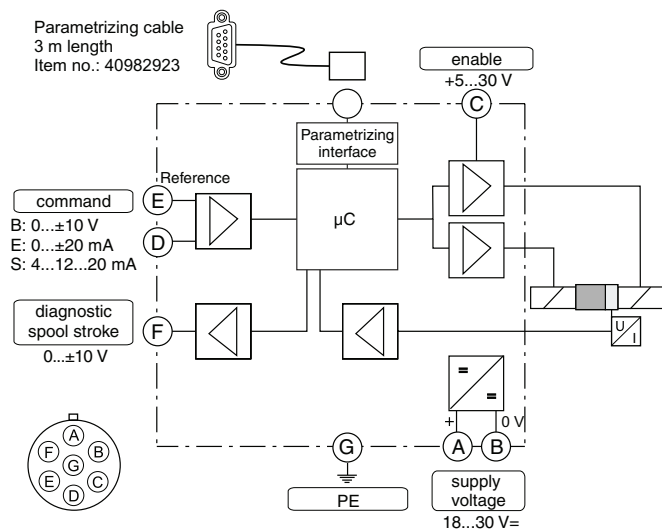 Parametrizing cable
3 m length
Item no.: 40982923
enable
+5...30 V
C
Parametrizing
interface
Reference
E
command
B: 0...±10 V
E: 0...±20 mA
S: 4...12...20 mA
D
µC
diagnostic
spool stroke
0...±10 V
F
U
I
=
=
+
0 V
A
B
G
PE
supply
voltage
18...30 V=
A
F
B
G
E
C
D